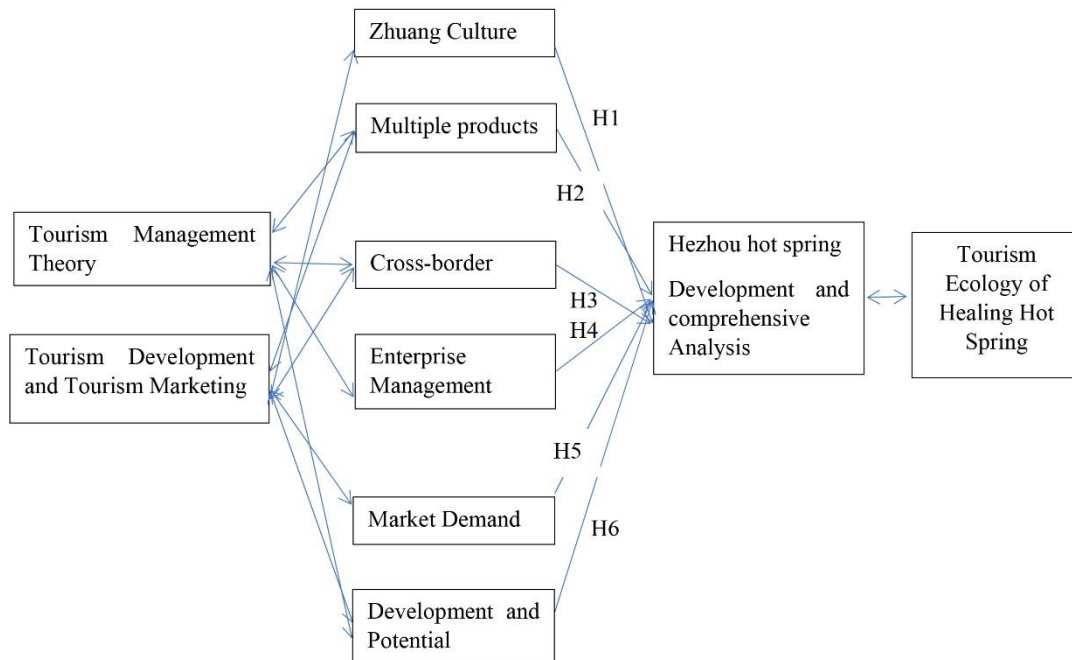 Tourism Management
Theory
Tourism Development
and Tourism Marketing
Zhuang Culture
Multiple products
Cross-border
Enterprise
Management
Market Demand
Development and
Potential
H1
H2
H3
H4
H5
H6
Hezhou hot spring
Development and
comprehensive
Analysis
Tourism
Ecology of
Healing Hot
Spring